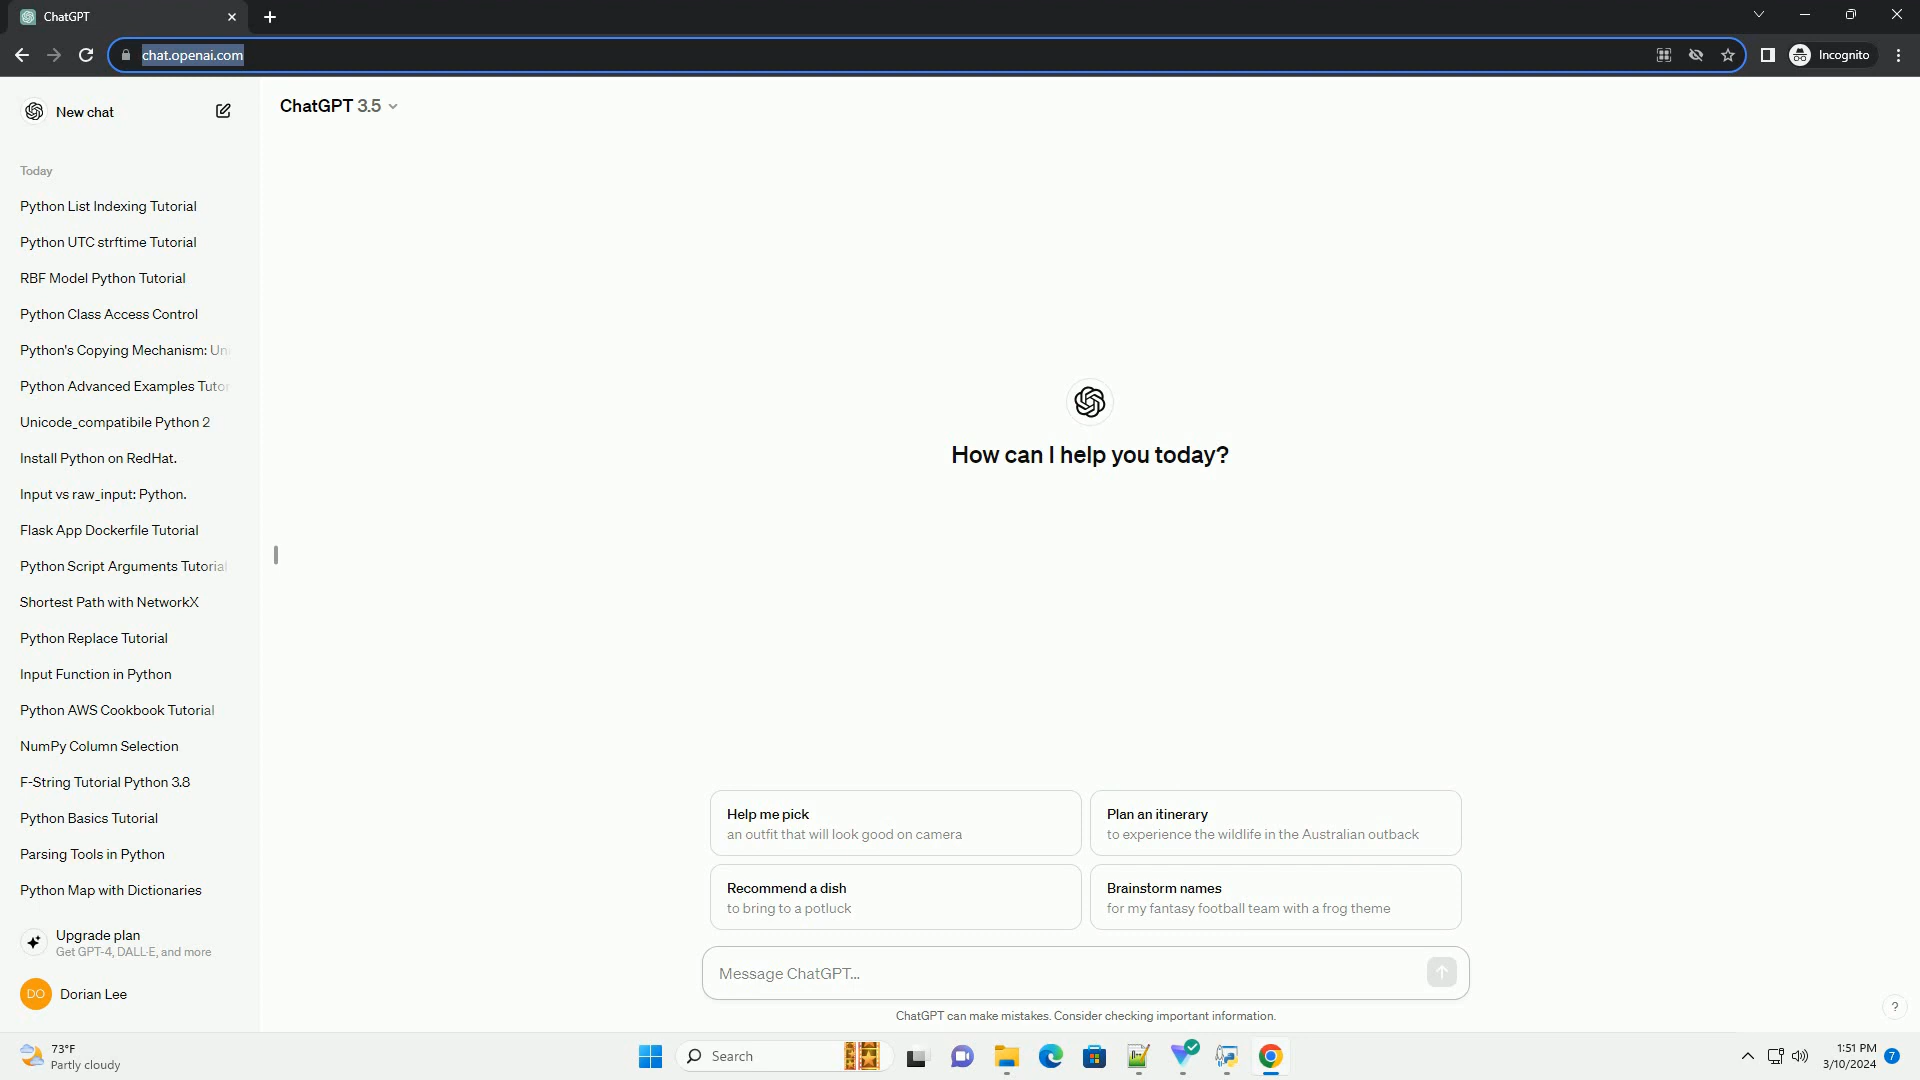 ChatGPT
chat.openai.com
Incognito
New chat
ChatGPT 3.5
Today
Python List Indexing Tutorial
Python UTC strftime Tutorial
RBF Model Python Tutorial
Python Class Access Control
Python's Copying Mechanism: Un
Python Advanced Examples Tutor
Unicode_compatibile Python 2
Install Python on RedHat.
Input vs raw_input: Python.
Flask App Dockerfile Tutorial
Python Script Arguments Tutorial
Shortest Path with NetworkX
Python Replace Tutorial
Input Function in Python
Python AWS Cookbook Tutorial
NumPy Column Selection
F-String Tutorial Python 3.8
Python Basics Tutorial
Parsing Tools in Python
Python Map with Dictionaries
Upgrade plan
Get GPT-4, DALL·E, and more
DO
Dorian Lee
How can I help you today?
Help me pick
an outfit that will look good on camera
Plan an itinerary
to experience the wildlife in the Australian outback
Recommend a dish
to bring to a potluck
Brainstorm names
for my fantasy football team with a frog theme
Message ChatGPT...
ChatGPT can make mistakes. Consider checking important information.
?
73°F
Partly cloudy
Search
1:51 PM
3/10/2024
7